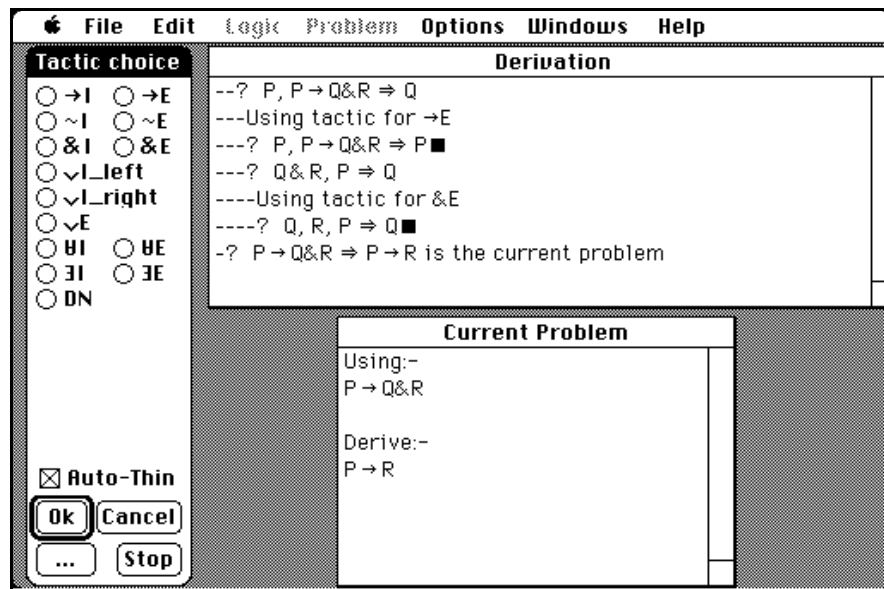 File Edit Logic Problem Options Windows Help
Tactic choice
→I →E
~I ~E
&I &E
∨I_left
∨I_right
∨E
∀I ∀E
∃I ∃E
DN
Auto-Thin
Ok Cancel
... Stop
Derivation
--? P, P→Q&R ⇒ Q
---Using tactic for →E
---? P, P→Q&R ⇒ P■
---? Q&R, P ⇒ Q
----Using tactic for &E
----? Q, R, P ⇒ Q■
-? P→Q&R ⇒ P→R is the current problem
Current Problem
Using:-
P→Q&R
Derive:-
P→R